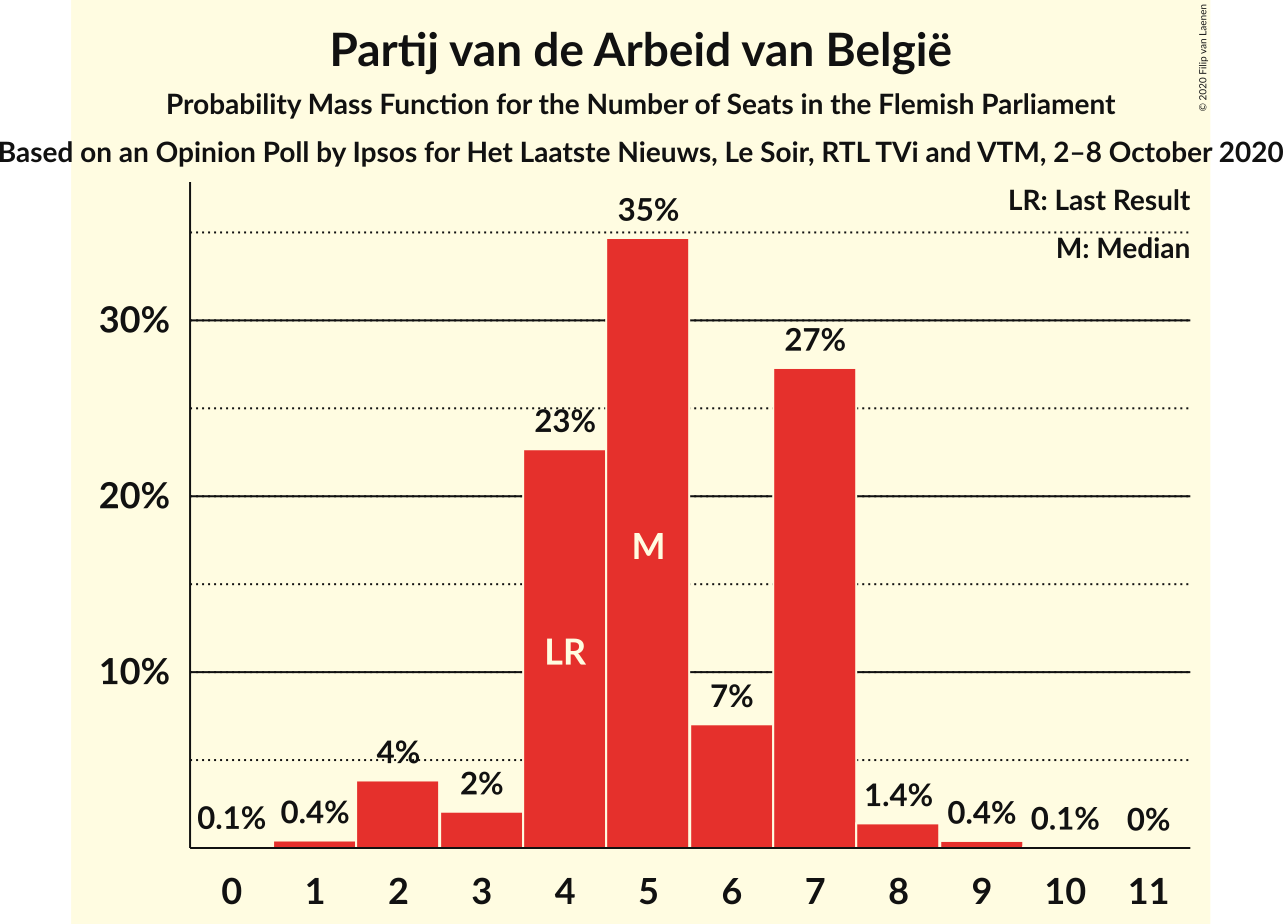 Partij van de Arbeid van België
Probability Mass Function for the Number of Seats in the Flemish Parliament
Based on an Opinion Poll by Ipsos for Het Laatste Nieuws, Le Soir, RTL TVi and VTM, 2–8 October 2020
© 2020 Filip van Laenen
LR: Last Result
M: Median
35%
30%
27%
23%
20%
M
LR
10%
7%
4%
2%
0.1%
0.4%
1.4%
0.4%
0.1%
0%
0 1 2 3 4 5 6 7 8 9 10 11